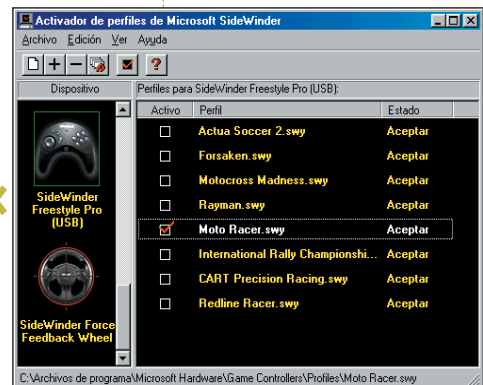 Activador de perfiles de Microsoft SideWinder
Archivo Edición Ver Ayuda
Dispositivo
Perfiles para SideWinder Freestyle Pro (USB):
Activo Perfil Estado
Actua Soccer 2.swy Aceptar
Forsaken.swy Aceptar
Motocross Madness.swy Aceptar
Rayman.swy Aceptar
Moto Racer.swy Aceptar
International Rally Championshi... Aceptar
CART Precision Racing.swy Aceptar
Redline Racer.swy Aceptar
SideWinder
Freestyle Pro
(USB)
SideWinder Force
Feedback Wheel
C:\Archivos de programa\Microsoft Hardware\Game Controllers\Profiles\Moto Racer.swy